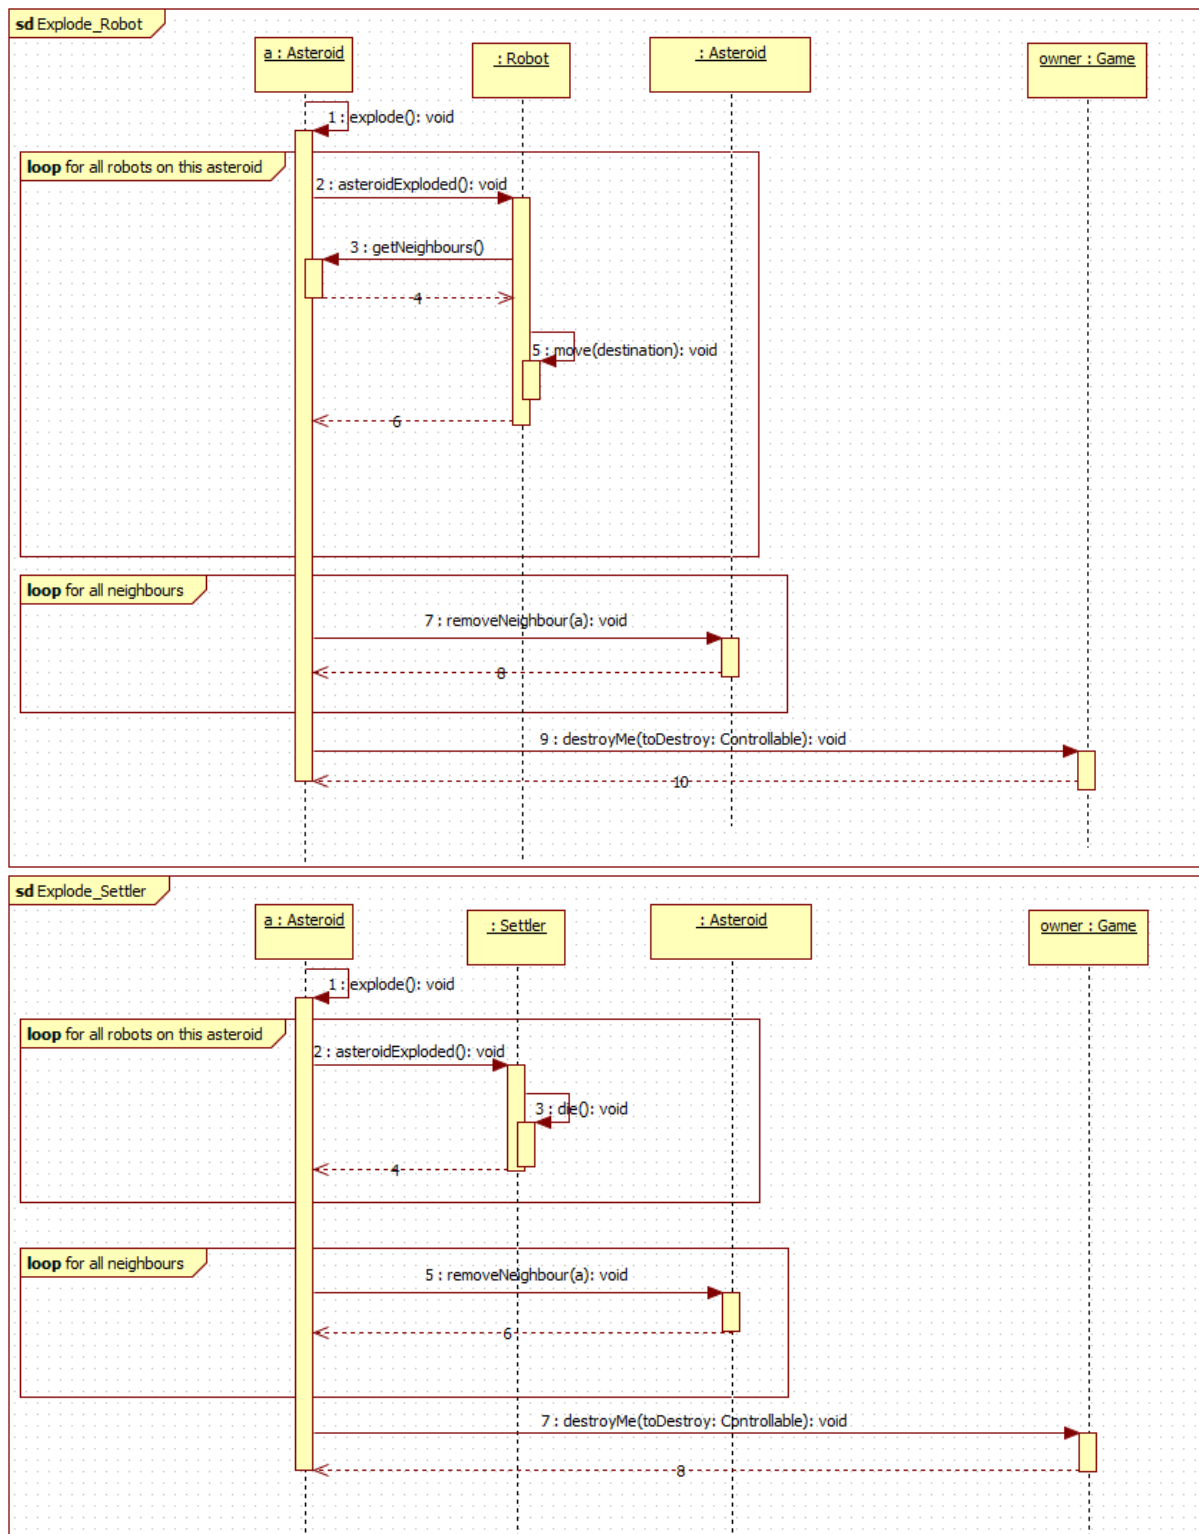 sd Explode_Robot
a : Asteroid
: Robot
: Asteroid
owner : Game
1 : explode(): void
loop for all robots on this asteroid
2 : asteroidExploded(): void
3 : getNeighbours()
4
5 : move(destination): void
6
loop for all neighbours
7 : removeNeighbour(a): void
8
9 : destroyMe(toDestroy: Controllable): void
10
sd Explode_Settler
a : Asteroid
: Settler
: Asteroid
owner : Game
1 : explode(): void
loop for all robots on this asteroid
2 : asteroidExploded(): void
3 : die(): void
4
loop for all neighbours
5 : removeNeighbour(a): void
6
7 : destroyMe(toDestroy: Controllable): void
8